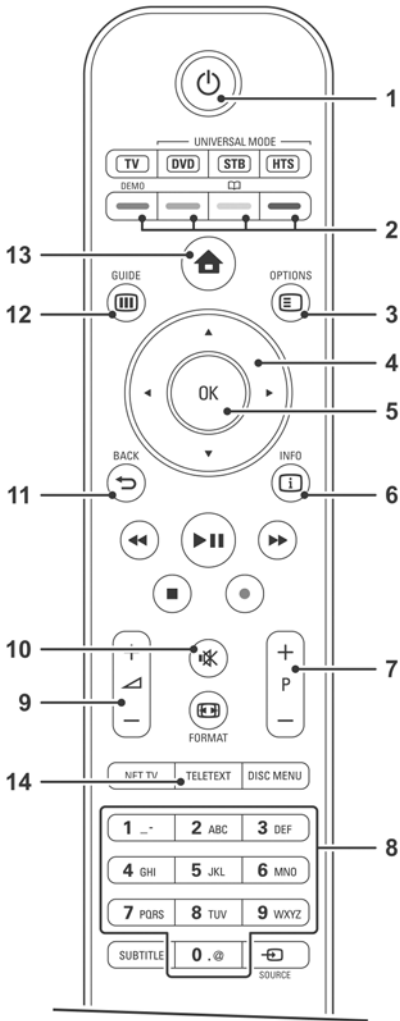 1
UNIVERSAL MODE
TV DVD STB HTS
DEMO
2
13
GUIDE OPTIONS
12 3
4
OK
5
BACK INFO
11 6
10
+ +
P 7
9
− −
FORMAT
14 NET TV TELETEXT DISC MENU
1 _- 2 ABC 3 DEF
8
4 GHI 5 JKL 6 MNO
7 PQRS 8 TUV 9 WXYZ
SUBTITLE 0 .@
SOURCE